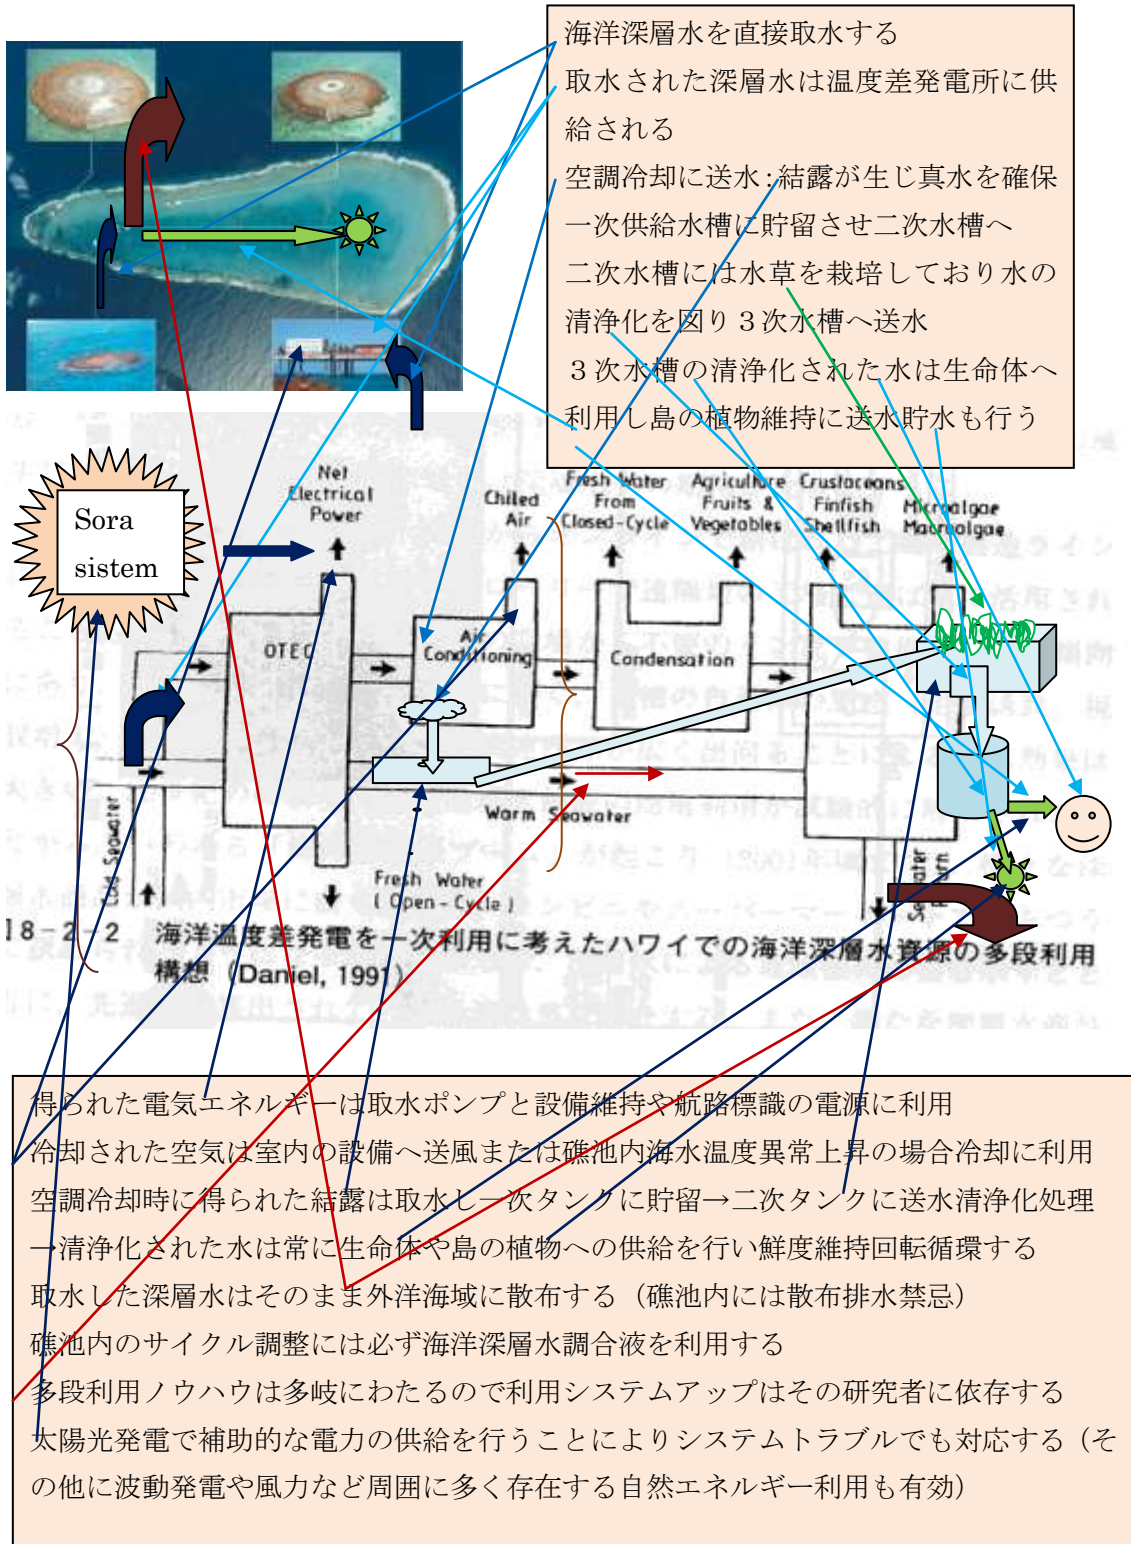 海洋深層水を直接取水する
取水された深層水は温度差発電所に供
給される
空調冷却に送水:結露が生じ真水を確保
一次供給水槽に貯留させ二次水槽へ
二次水槽には水草を栽培しており水の
清浄化を図り３次水槽へ送水
３次水槽の清浄化された水は生命体へ
利用し島の植物維持に送水貯水も行う
Sora
sistem
Net
Electrical
Power
Chilled
Air
Fresh Water
From
Closed-Cycle
Agriculture
Fruits &
Vegetables
Crustaceans
Finfish
Shellfish
Microalgae
Macroalgae
OTEC
Air
Conditioning
Condensation
Warm Seawater
Cold Seawater
Fresh Water
(Open-Cycle)
18-2-2 海洋温度差発電を一次利用に考えたハワイでの海洋深層水資源の多段利用
構想 (Daniel, 1991)
得られた電気エネルギーは取水ポンプと設備維持や航路標識の電源に利用
冷却された空気は室内の設備へ送風または礁池内海水温度異常上昇の場合冷却に利用
空調冷却時に得られた結露は取水し一次タンクに貯留→二次タンクに送水清浄化処理
→清浄化された水は常に生命体や島の植物への供給を行い鮮度維持回転循環する
取水した深層水はそのまま外洋海域に散布する（礁池内には散布排水禁忌）
礁池内のサイクル調整には必ず海洋深層水調合液を利用する
多段利用ノウハウは多岐にわたるので利用システムアップはその研究者に依存する
太陽光発電で補助的な電力の供給を行うことによりシステムトラブルでも対応する（そ
の他に波動発電や風力など周囲に多く存在する自然エネルギー利用も有効）